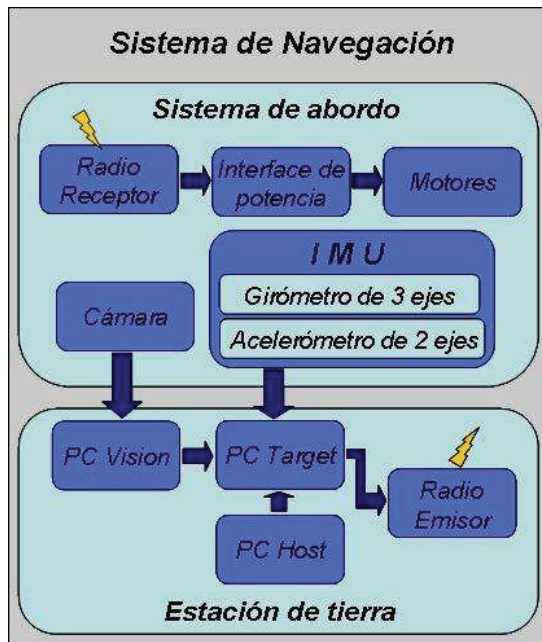 Sistema de Navegación
Sistema de abordo
Radio
Receptor
Interface de
potencia
Motores
I M U
Girómetro de 3 ejes
Acelerómetro de 2 ejes
Cámara
PC Vision
PC Target
Radio
Emisor
PC Host
Estación de tierra